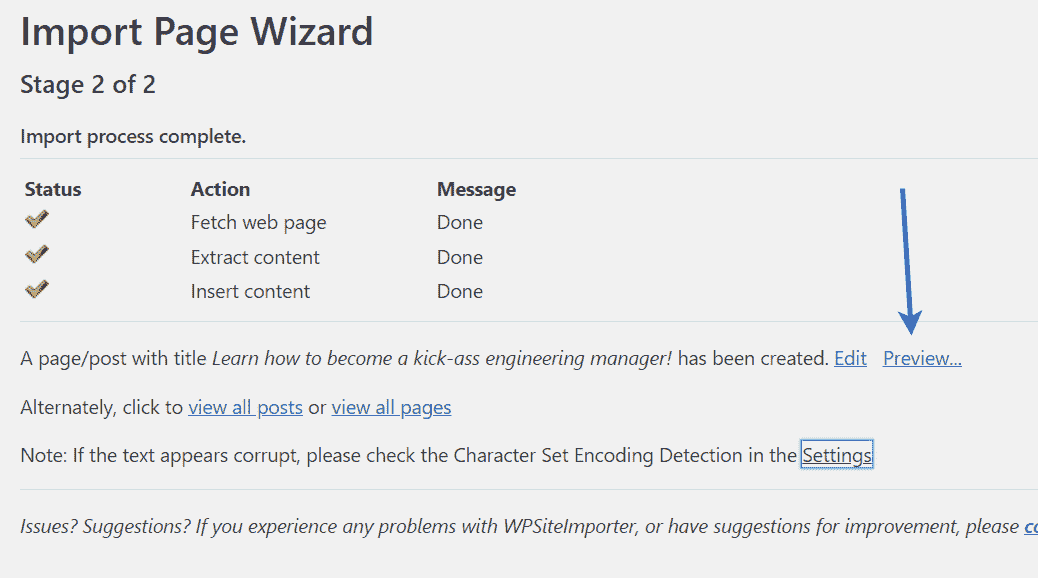 Import Page Wizard
Stage 2 of 2
Import process complete.
Status Action Message
Fetch web page Done
Extract content Done
Insert content Done
A page/post with title Learn how to become a kick-ass engineering manager! has been created. Edit Preview...
Alternately, click to view all posts or view all pages
Note: If the text appears corrupt, please check the Character Set Encoding Detection in the Settings
Issues? Suggestions? If you experience any problems with WPSiteImporter, or have suggestions for improvement, please